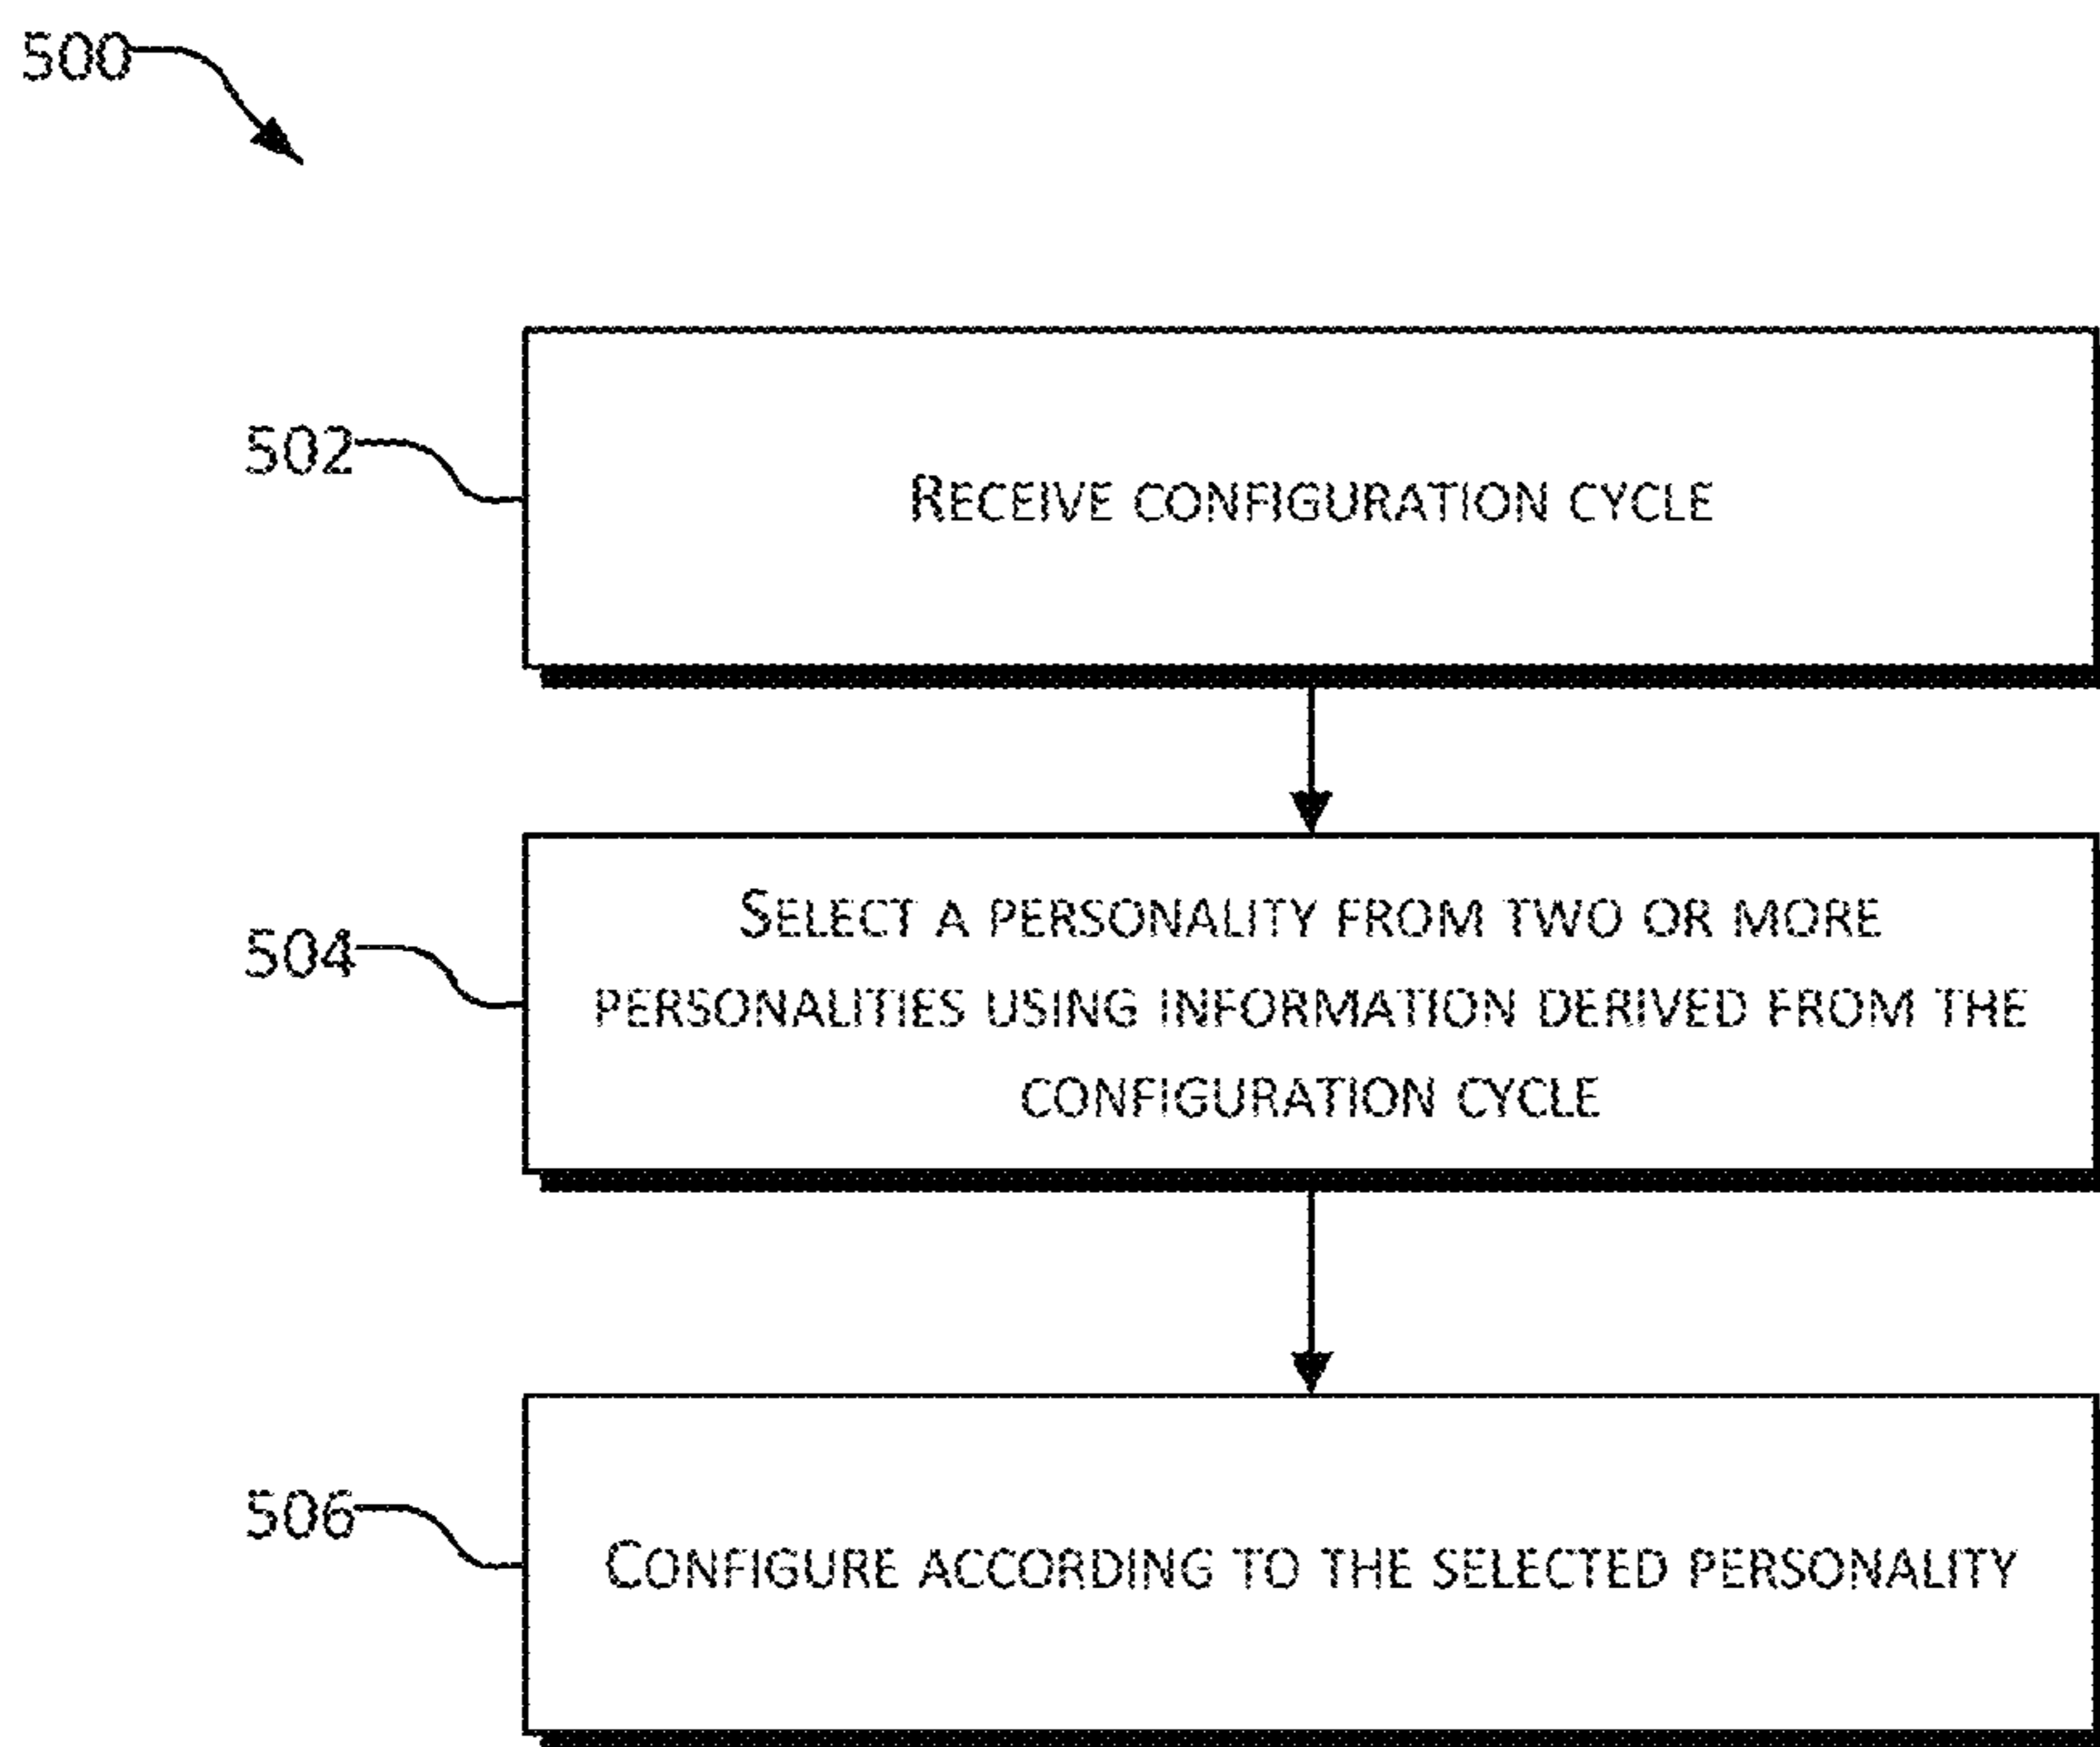 500
502
RECEIVE CONFIGURATION CYCLE
504
SELECT A PERSONALITY FROM TWO OR MORE
PERSONALITIES USING INFORMATION DERIVED FROM THE
CONFIGURATION CYCLE
506
CONFIGURE ACCORDING TO THE SELECTED PERSONALITY